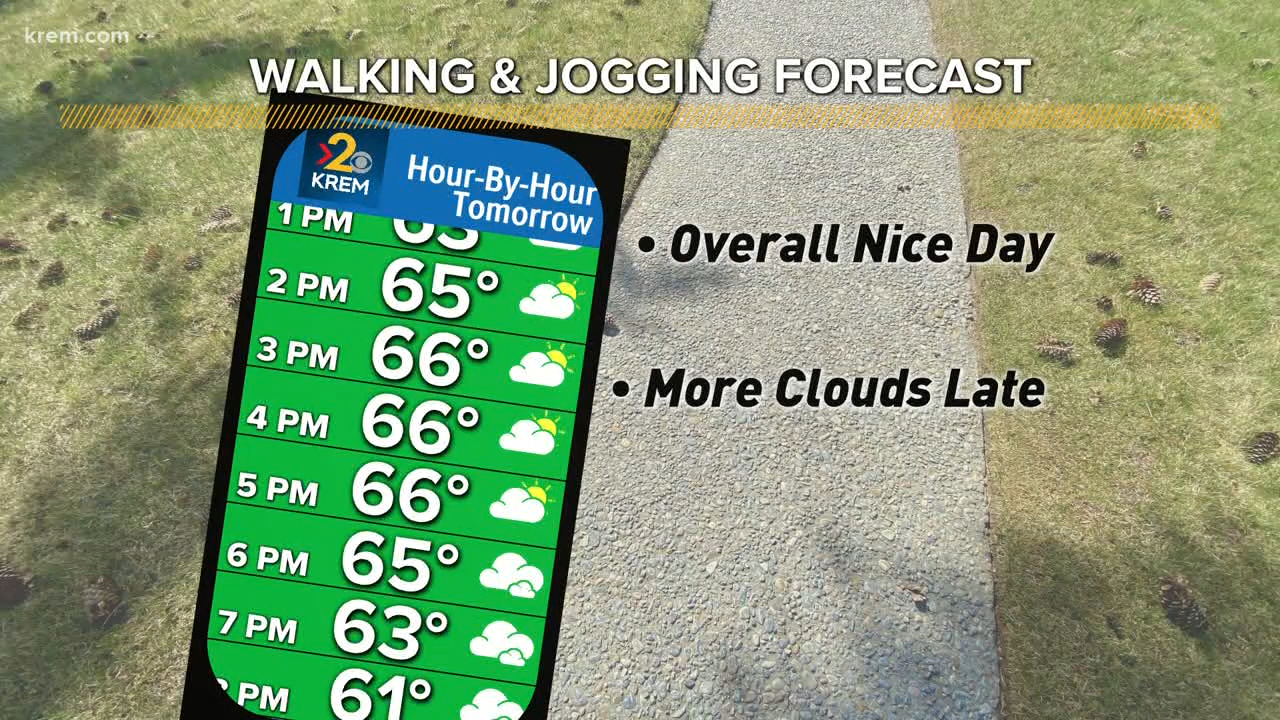 krem.com
WALKING & JOGGING FORECAST
2
KREM
Hour-By-Hour
Tomorrow
1 PM 63
2 PM 65°
3 PM 66°
4 PM 66°
5 PM 66°
6 PM 65°
7 PM 63°
PM 61°
• Overall Nice Day
• More Clouds Late